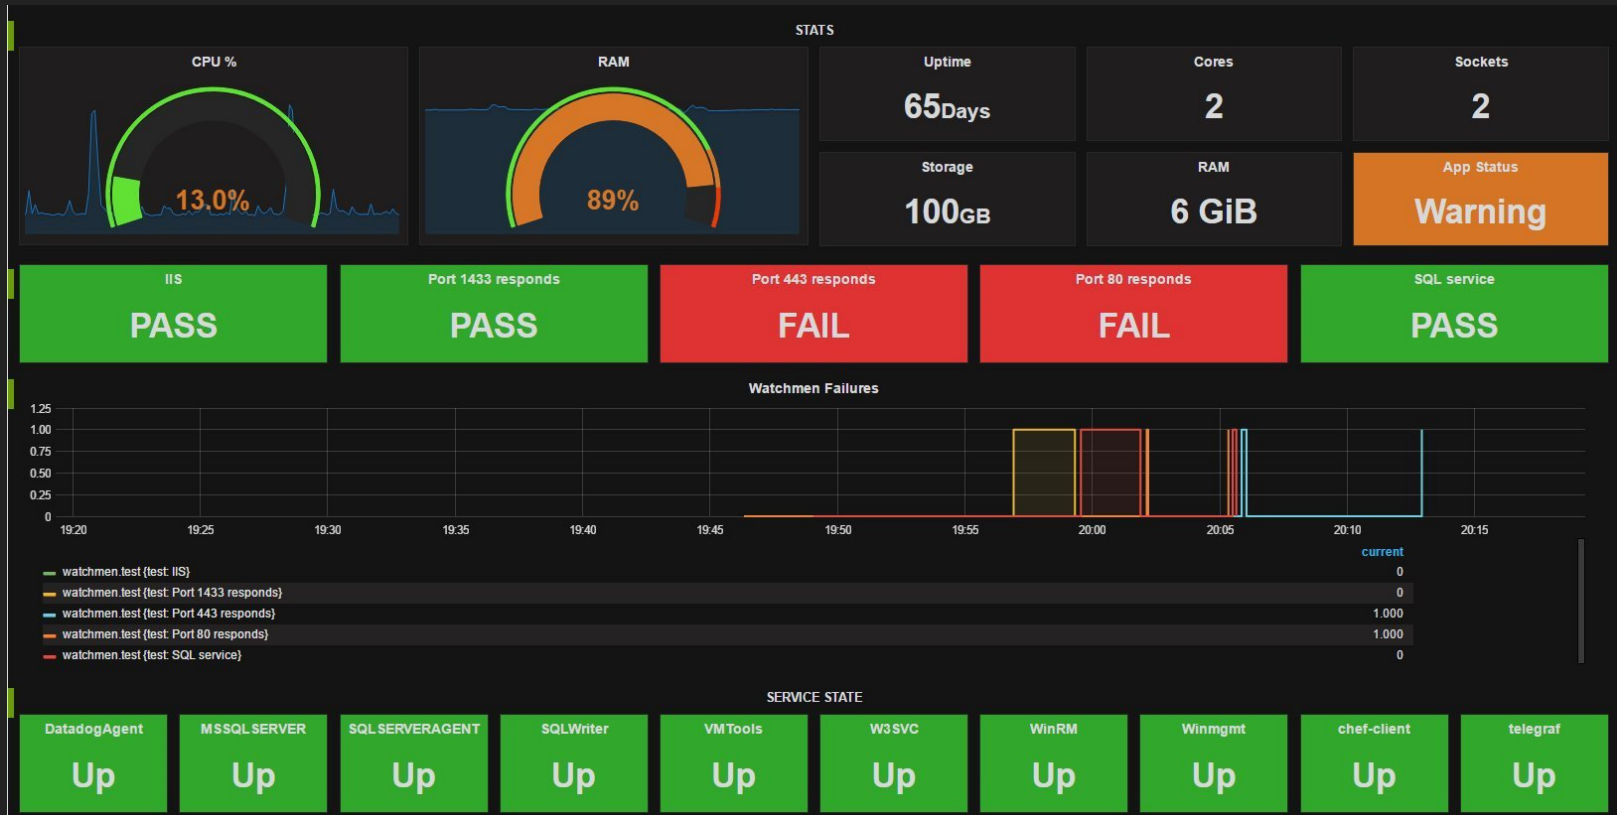 STATS
CPU %
13.0%
RAM
89%
Uptime
65Days
Cores
2
Sockets
2
Storage
100GB
RAM
6 GiB
App Status
Warning
IIS
PASS
Port 1433 responds
PASS
Port 443 responds
FAIL
Port 80 responds
FAIL
SQL service
PASS
Watchmen Failures
1.25
1.00
0.75
0.50
0.25
0
19:20 19:25 19:30 19:35 19:40 19:45 19:50 19:55 20:00 20:05 20:10 20:15
current
watchmen.test {test: IIS} 0
watchmen.test {test: Port 1433 responds} 0
watchmen.test {test: Port 443 responds} 1.000
watchmen.test {test: Port 80 responds} 1.000
watchmen.test {test: SQL service} 0
SERVICE STATE
DatadogAgent
Up
MSSQLSERVER
Up
SQLSERVERAGENT
Up
SQLWriter
Up
VMTools
Up
W3SVC
Up
WinRM
Up
Winmgmt
Up
chef-client
Up
telegraf
Up